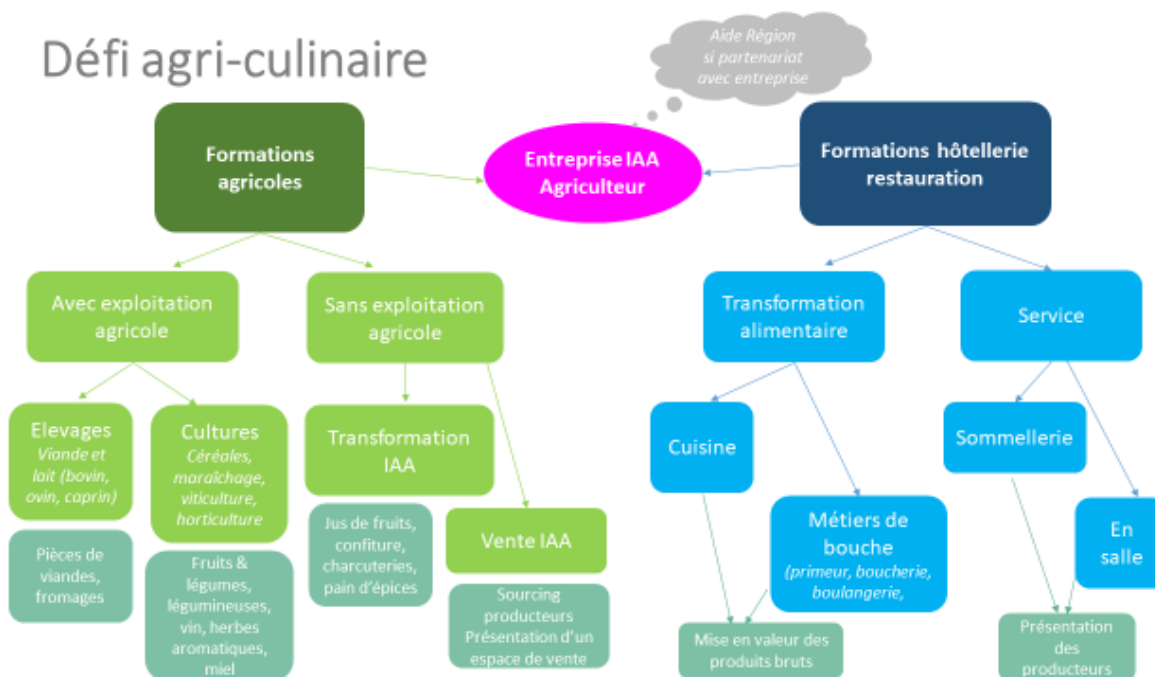 Défi agri-culinaire
Aide Région
si partenariat
avec entreprise
Formations
agricoles
Entreprise IAA
Agriculteur
Formations hôtellerie
restauration
Avec exploitation
agricole
Sans exploitation
agricole
Transformation
alimentaire
Service
Elevages
Viande et
lait (bovin,
ovin, caprin)
Cultures
Céréales,
maraîchage,
viticulture,
horticulture
Transformation
IAA
Vente IAA
Cuisine
Métiers de
bouche
(primeur, boucherie,
boulangerie,
Sommellerie
En
salle
Pièces de
viandes,
fromages
Fruits &
légumes,
légumineuses,
vin, herbes
aromatiques,
miel
Jus de fruits,
confiture,
charcuteries,
pain d'épices
Sourcing
producteurs
Présentation d'un
espace de vente
Mise en valeur des
produits bruts
Présentation
des
producteurs